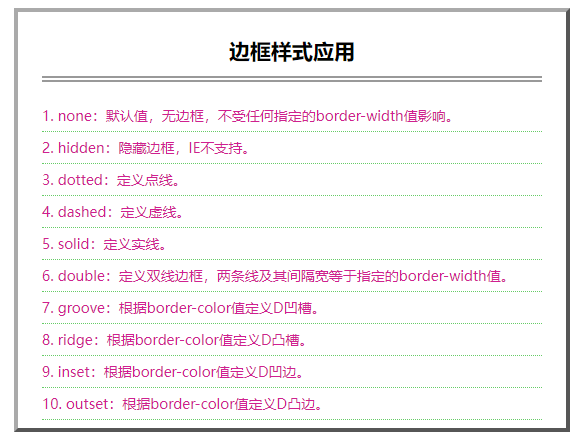 边框样式应用
1. none：默认值，无边框，不受任何指定的border-width值影响。
2. hidden：隐藏边框，IE不支持。
3. dotted：定义点线。
4. dashed：定义虚线。
5. solid：定义实线。
6. double：定义双线边框，两条线及其间隔宽等于指定的border-width值。
7. groove：根据border-color值定义D凹槽。
8. ridge：根据border-color值定义D凸槽。
9. inset：根据border-color值定义D凹边。
10. outset：根据border-color值定义D凸边。